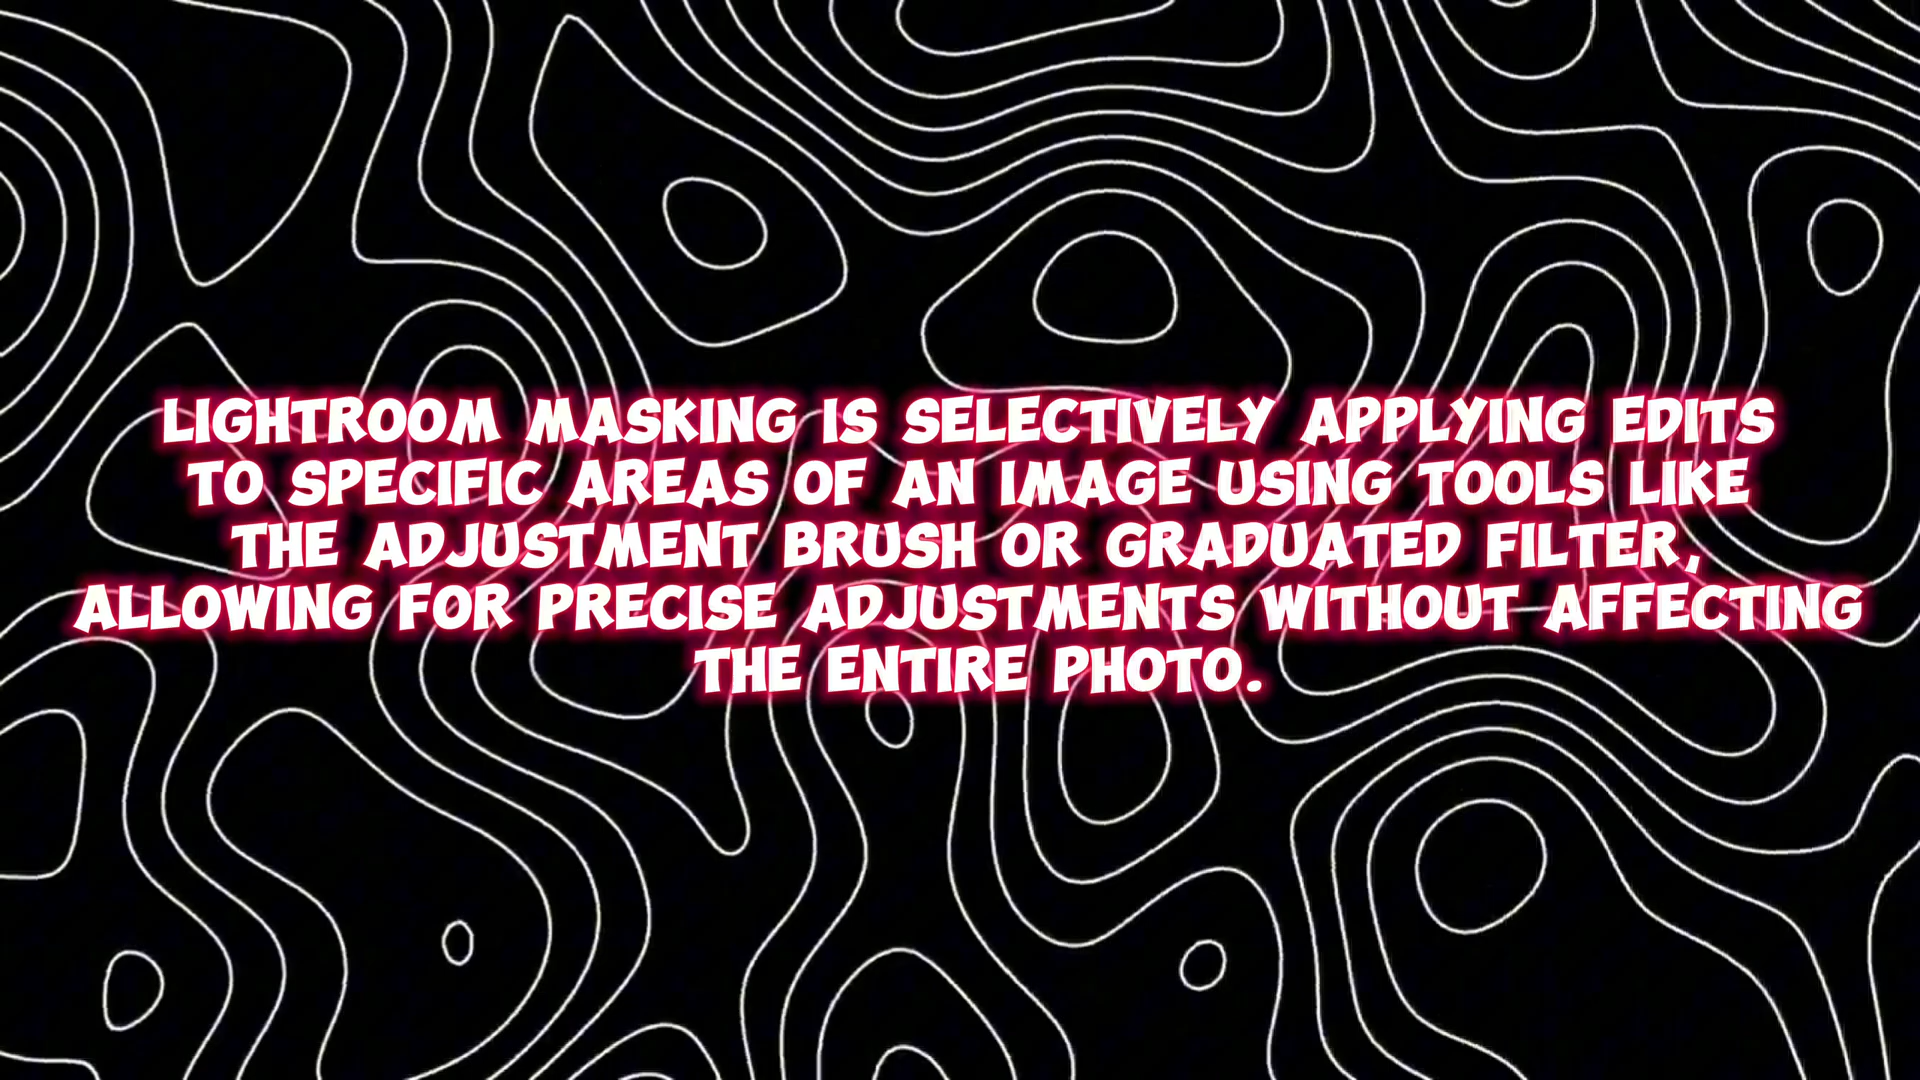 LIGHTROOM MASKING IS SELECTIVELY APPLYING EDITS
TO SPECIFIC AREAS OF AN IMAGE USING TOOLS LIKE
THE ADJUSTMENT BRUSH OR GRADUATED FILTER,
ALLOWING FOR PRECISE ADJUSTMENTS WITHOUT AFFECTING
THE ENTIRE PHOTO.